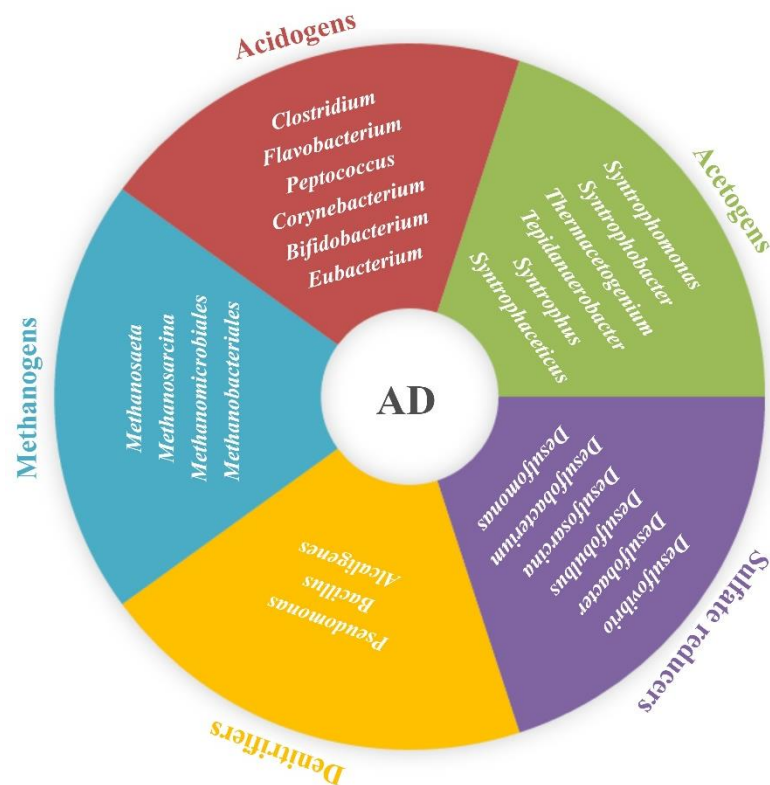 Acidogens
Clostridium
Flavobacterium
Peptococcus
Corynebacterium
Bifidobacterium
Eubacterium
Acetogens
Syntrophomonas
Syntrophobacter
Thermacetogenium
Tepidanaerobacter
Syntrophus
Syntrophaceticus
Sulfate reducers
Desulfovibrio
Desulfobacter
Desulfobulbus
Desulfosarcina
Desulfobacterium
Desulfomonas
Denitrifiers
Pseudomonas
Bacillus
Alcaligenes
Methanogens
Methanosaeta
Methanosarcina
Methanomicrobiales
Methanobacteriales
AD